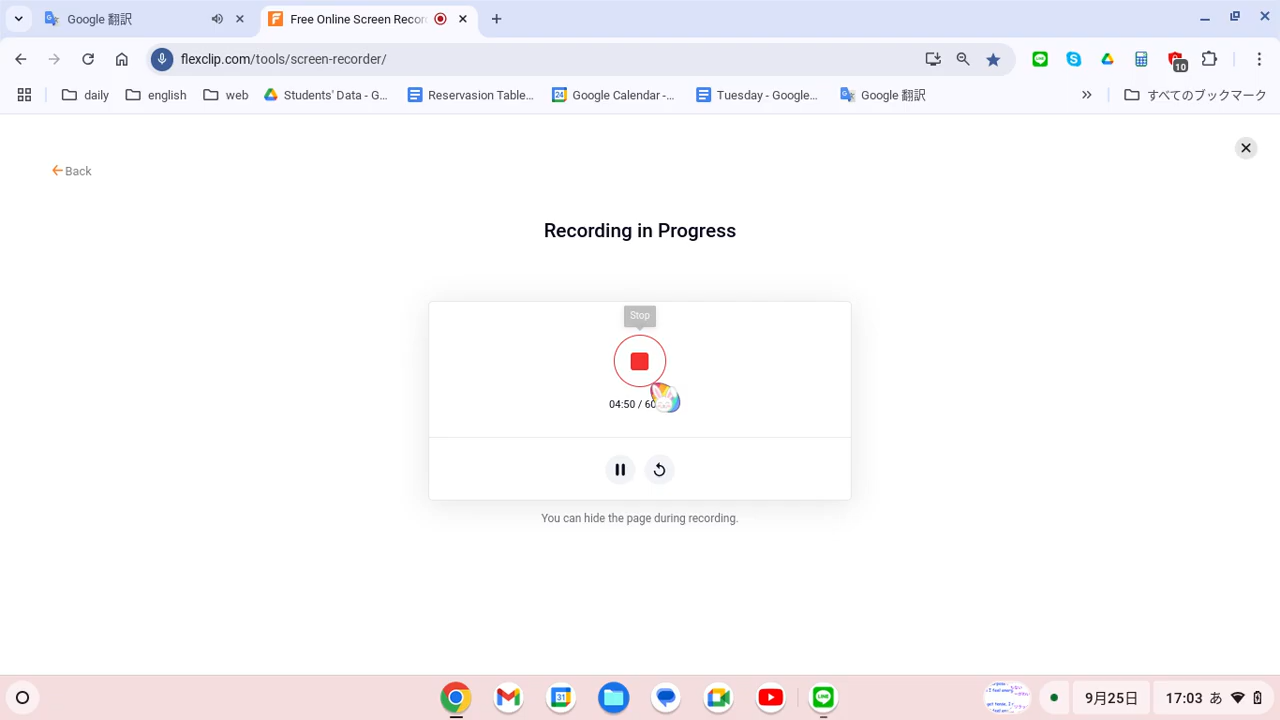 Google 翻訳
Free Online Screen Recor
flexclip.com/tools/screen-recorder/
10
daily
english
web
Students' Data - G...
Reservasion Table...
Google Calendar -...
Tuesday - Google...
Google 翻訳
すべてのブックマーク
Back
Recording in Progress
Stop
04:50 / 60
You can hide the page during recording.
9月25日
17:03 あ